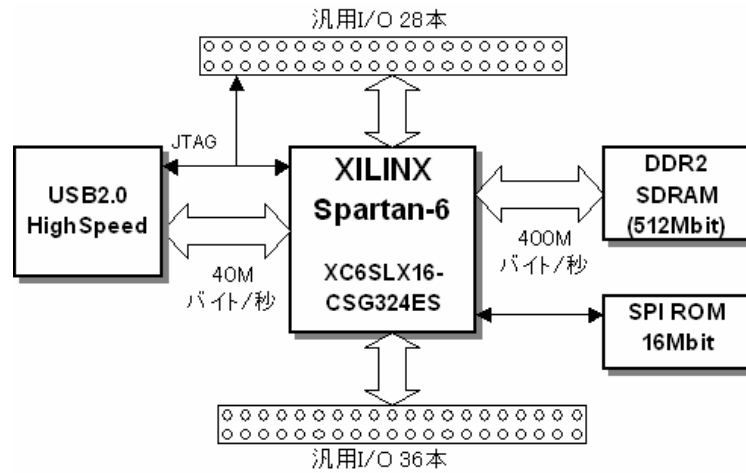 汎用I/O 28本
JTAG
USB2.0
HighSpeed
40M
バイト/秒
XILINX
Spartan-6
XC6SLX16-
CSG324ES
400M
バイト/秒
DDR2
SDRAM
(512Mbit)
SPI ROM
16Mbit
汎用I/O 36本